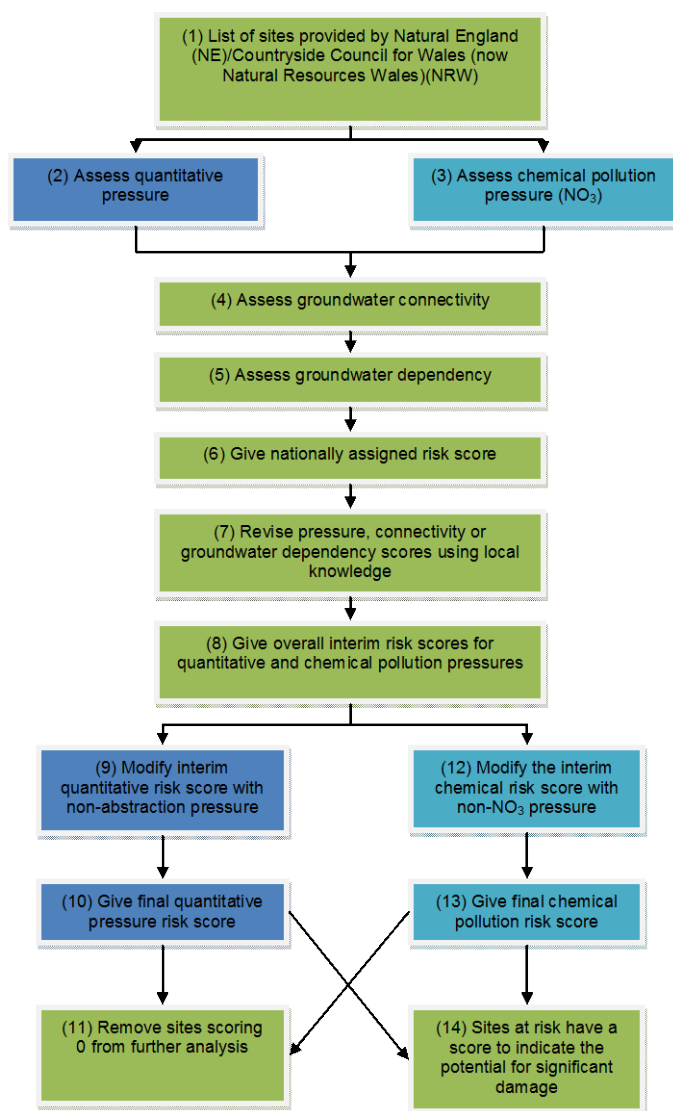 (1) List of sites provided by Natural England
(NE)/Countryside Council for Wales (now
Natural Resources Wales)(NRW)
(2) Assess quantitative
pressure
(3) Assess chemical pollution
pressure (NO₃)
(4) Assess groundwater connectivity
(5) Assess groundwater dependency
(6) Give nationally assigned risk score
(7) Revise pressure, connectivity or
groundwater dependency scores using local
knowledge
(8) Give overall interim risk scores for
quantitative and chemical pollution pressures
(9) Modify interim
quantitative risk score with
non-abstraction pressure
(12) Modify the interim
chemical risk score with
non-NO₃ pressure
(10) Give final quantitative
pressure risk score
(13) Give final chemical
pollution risk score
(11) Remove sites scoring
0 from further analysis
(14) Sites at risk have a
score to indicate the
potential for significant
damage